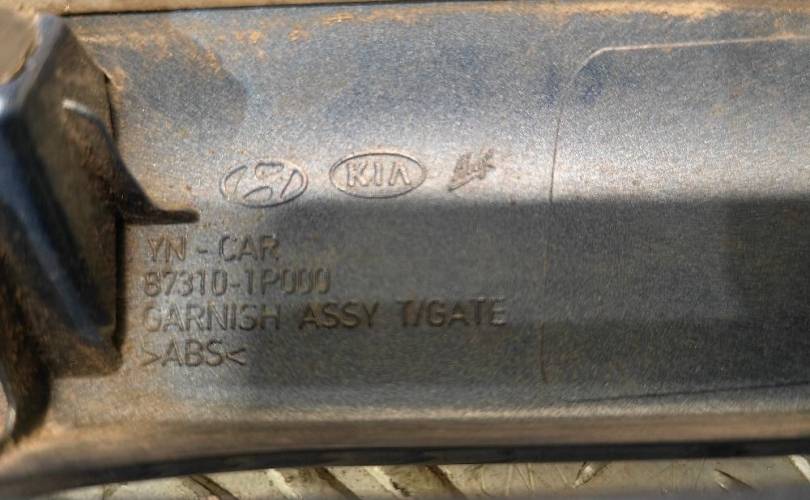 KIA
YN - CAR
87310-1P000
GARNISH ASSY T/GATE
>ABS<